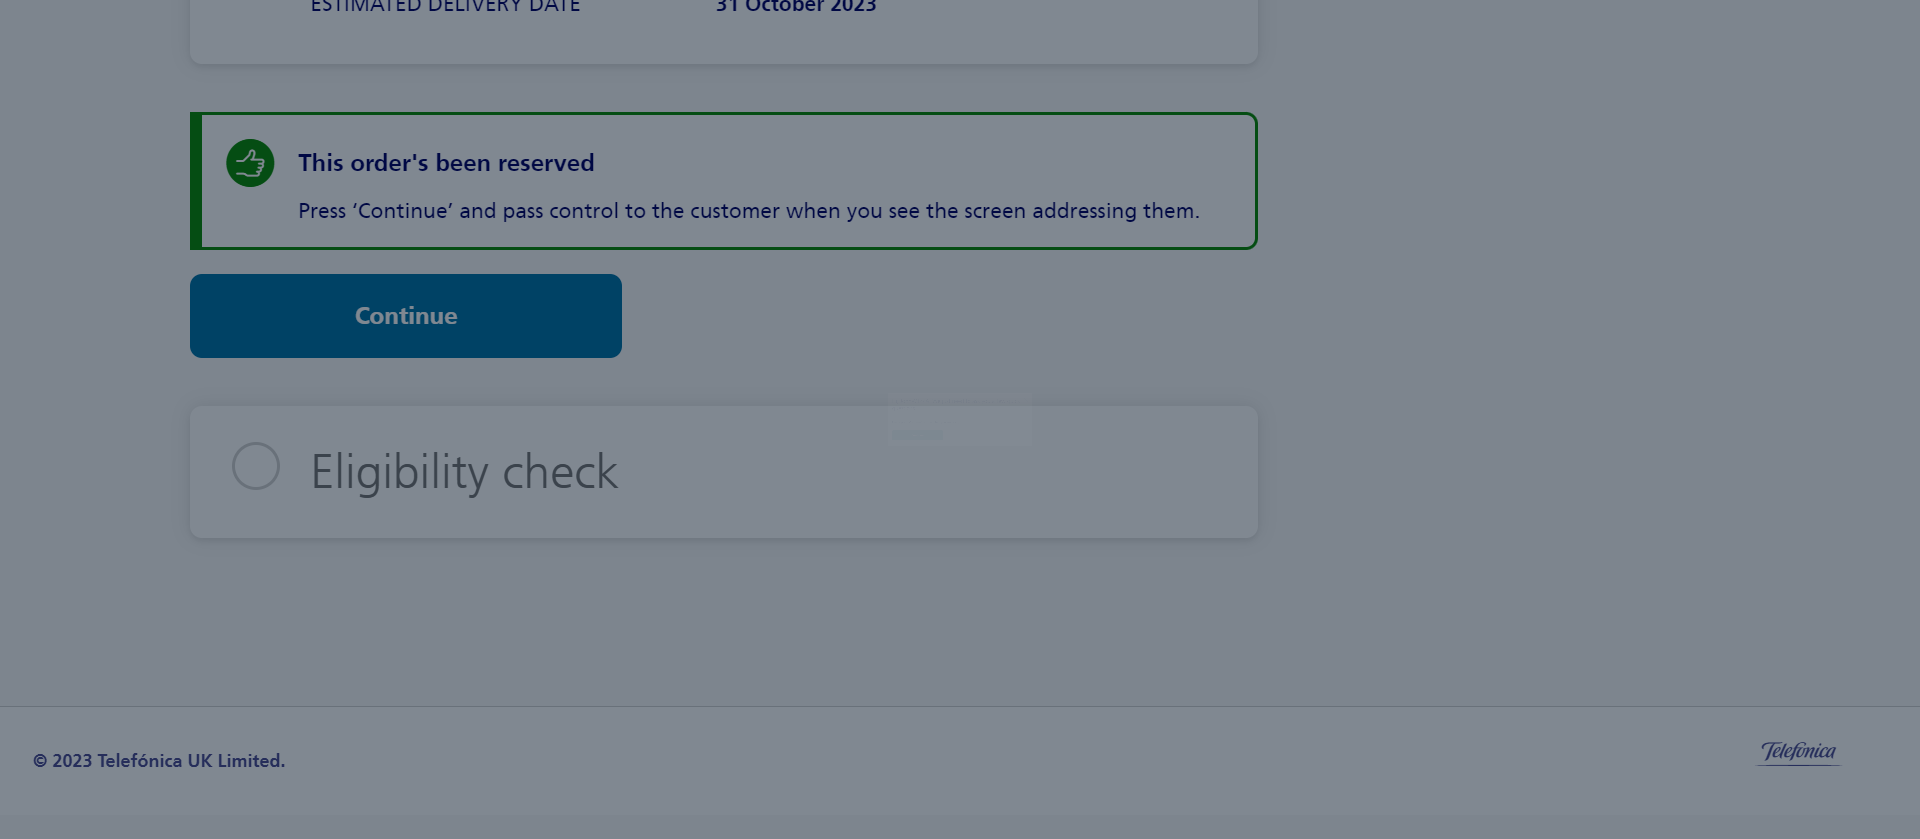 ESTIMATED DELIVERY DATE 31 October 2023
This order's been reserved
Press ‘Continue’ and pass control to the customer when you see the screen addressing them.
Continue
Eligibility check
© 2023 Telefónica UK Limited.
Telefónica